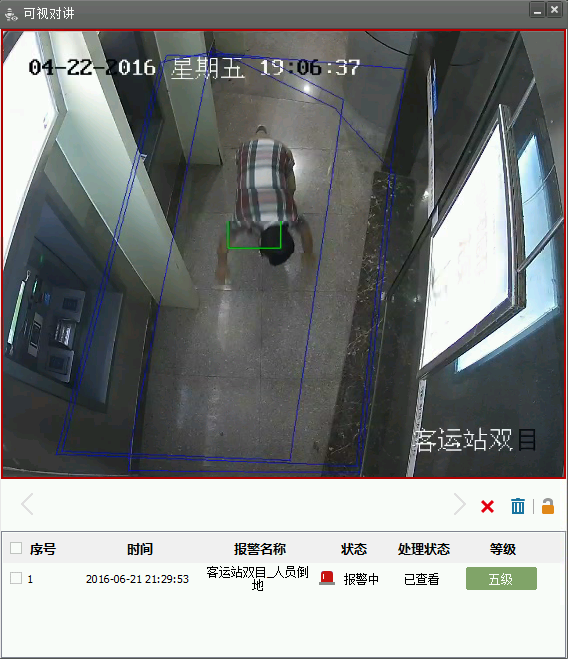 可视对讲
04-22-2016 星期五 19:06:37
客运站双目
序号 时间 报警名称 状态 处理状态 等级
1 2016-06-21 21:29:53 客运站双目_人员倒 报警中 已查看 五级
地